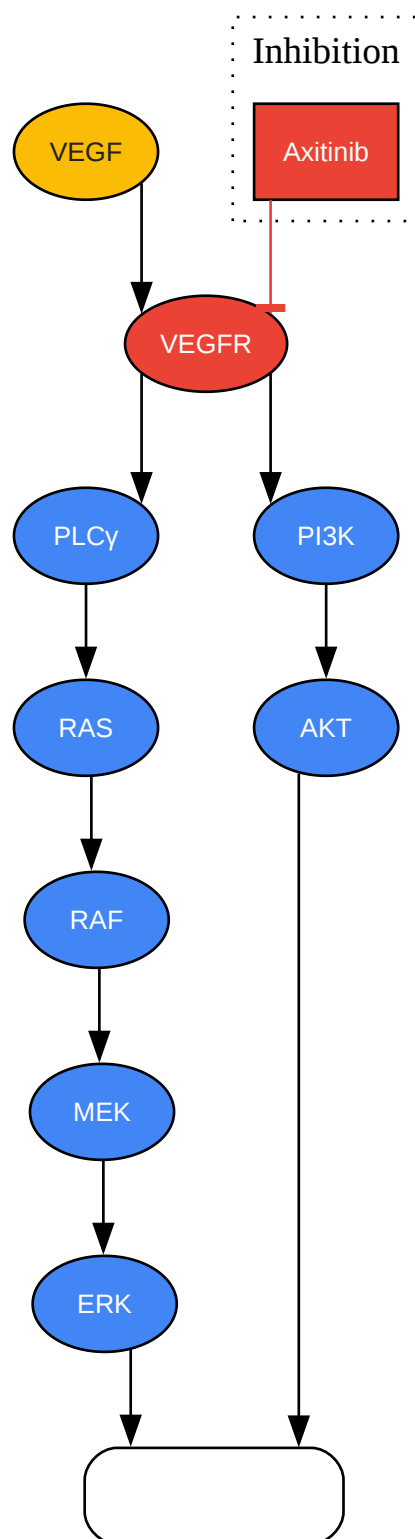 Inhibition
VEGF
Axitinib
VEGFR
PLCγ
PI3K
RAS
AKT
RAF
MEK
ERK